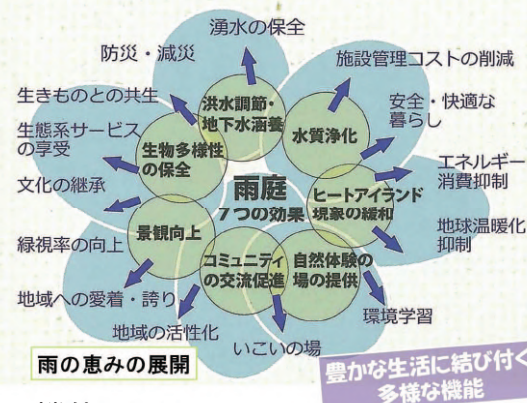 湧水の保全
防災・減災
施設管理コストの削減
生きものとの共生
洪水調節・
地下水涵養
水質浄化
安全・快適な
暮らし
生態系サービス
の享受
生物多様性
の保全
エネルギー
消費抑制
文化の継承
雨庭
7つの効果
ヒートアイランド
現象の緩和
緑視率の向上
景観向上
地球温暖化
抑制
コミュニティ
の交流促進
自然体験の
場の提供
地域への愛着・誇り
環境学習
地域の活性化
いこいの場
雨の恵みの展開
豊かな生活に結び付く
多様な機能